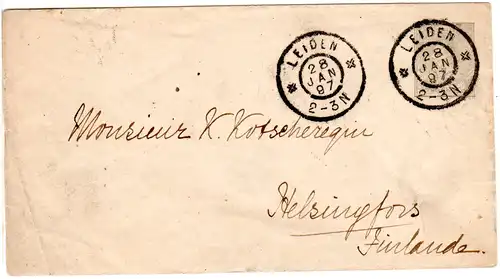 LEIDEN
28
JAN
97
2-3N
LEIDEN
28
JAN
97
2-3N
Monsieur K. Kotscheregin
Helsingfors
Finlande.